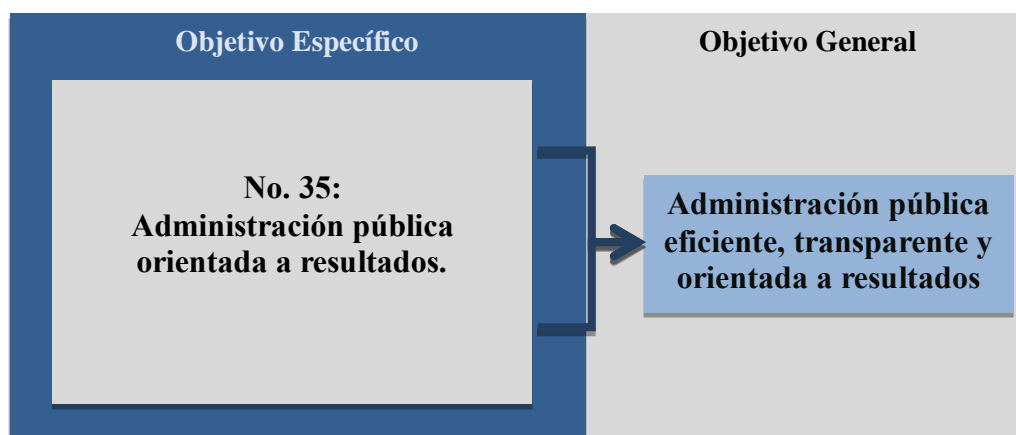 Objetivo Específico
Objetivo General
No. 35:
Administración pública
orientada a resultados.
Administración pública
eficiente, transparente y
orientada a resultados